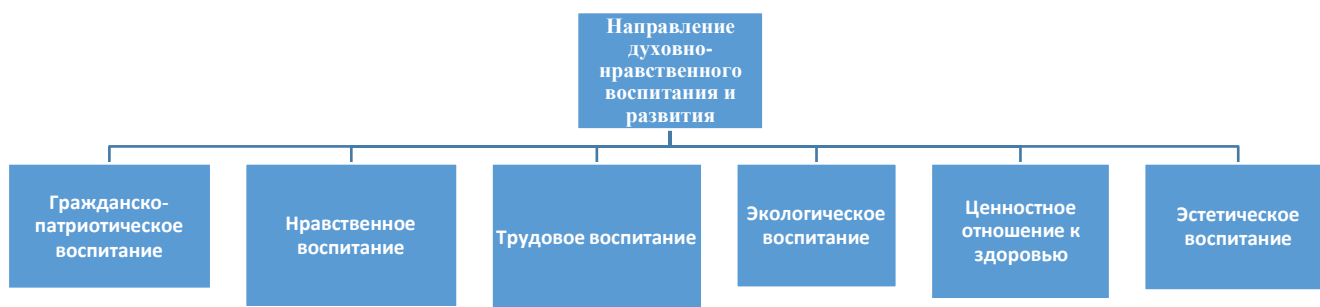 Направление
духовно-
нравственного
воспитания и
развития
Гражданско-
патриотическое
воспитание
Нравственное
воспитание
Трудовое воспитание
Экологическое
воспитание
Ценностное
отношение к
здоровью
Эстетическое
воспитание